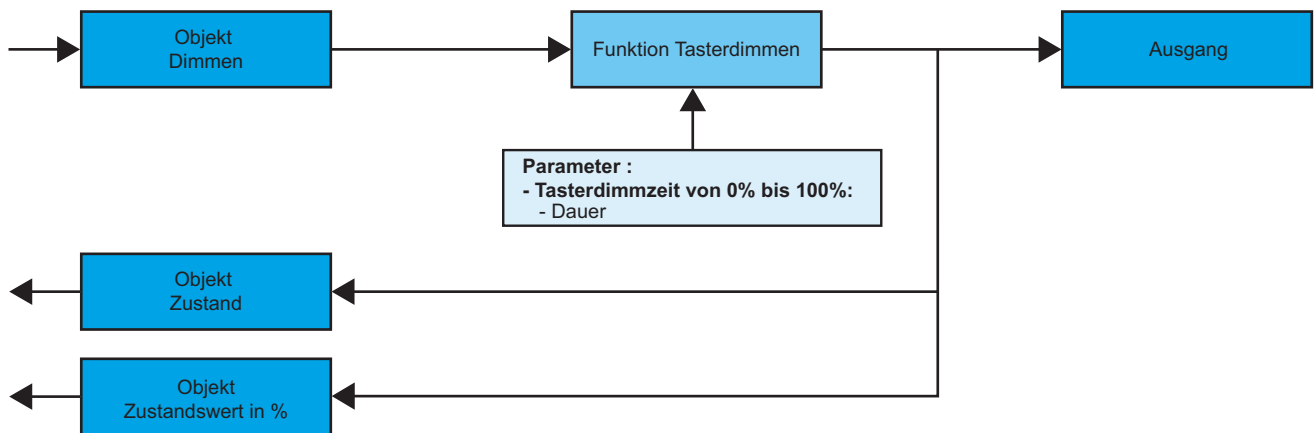 Objekt
Dimmen
Funktion Tasterdimmen
Ausgang
Parameter :
- Tasterdimmzeit von 0% bis 100%:
- Dauer
Objekt
Zustand
Objekt
Zustandswert in %